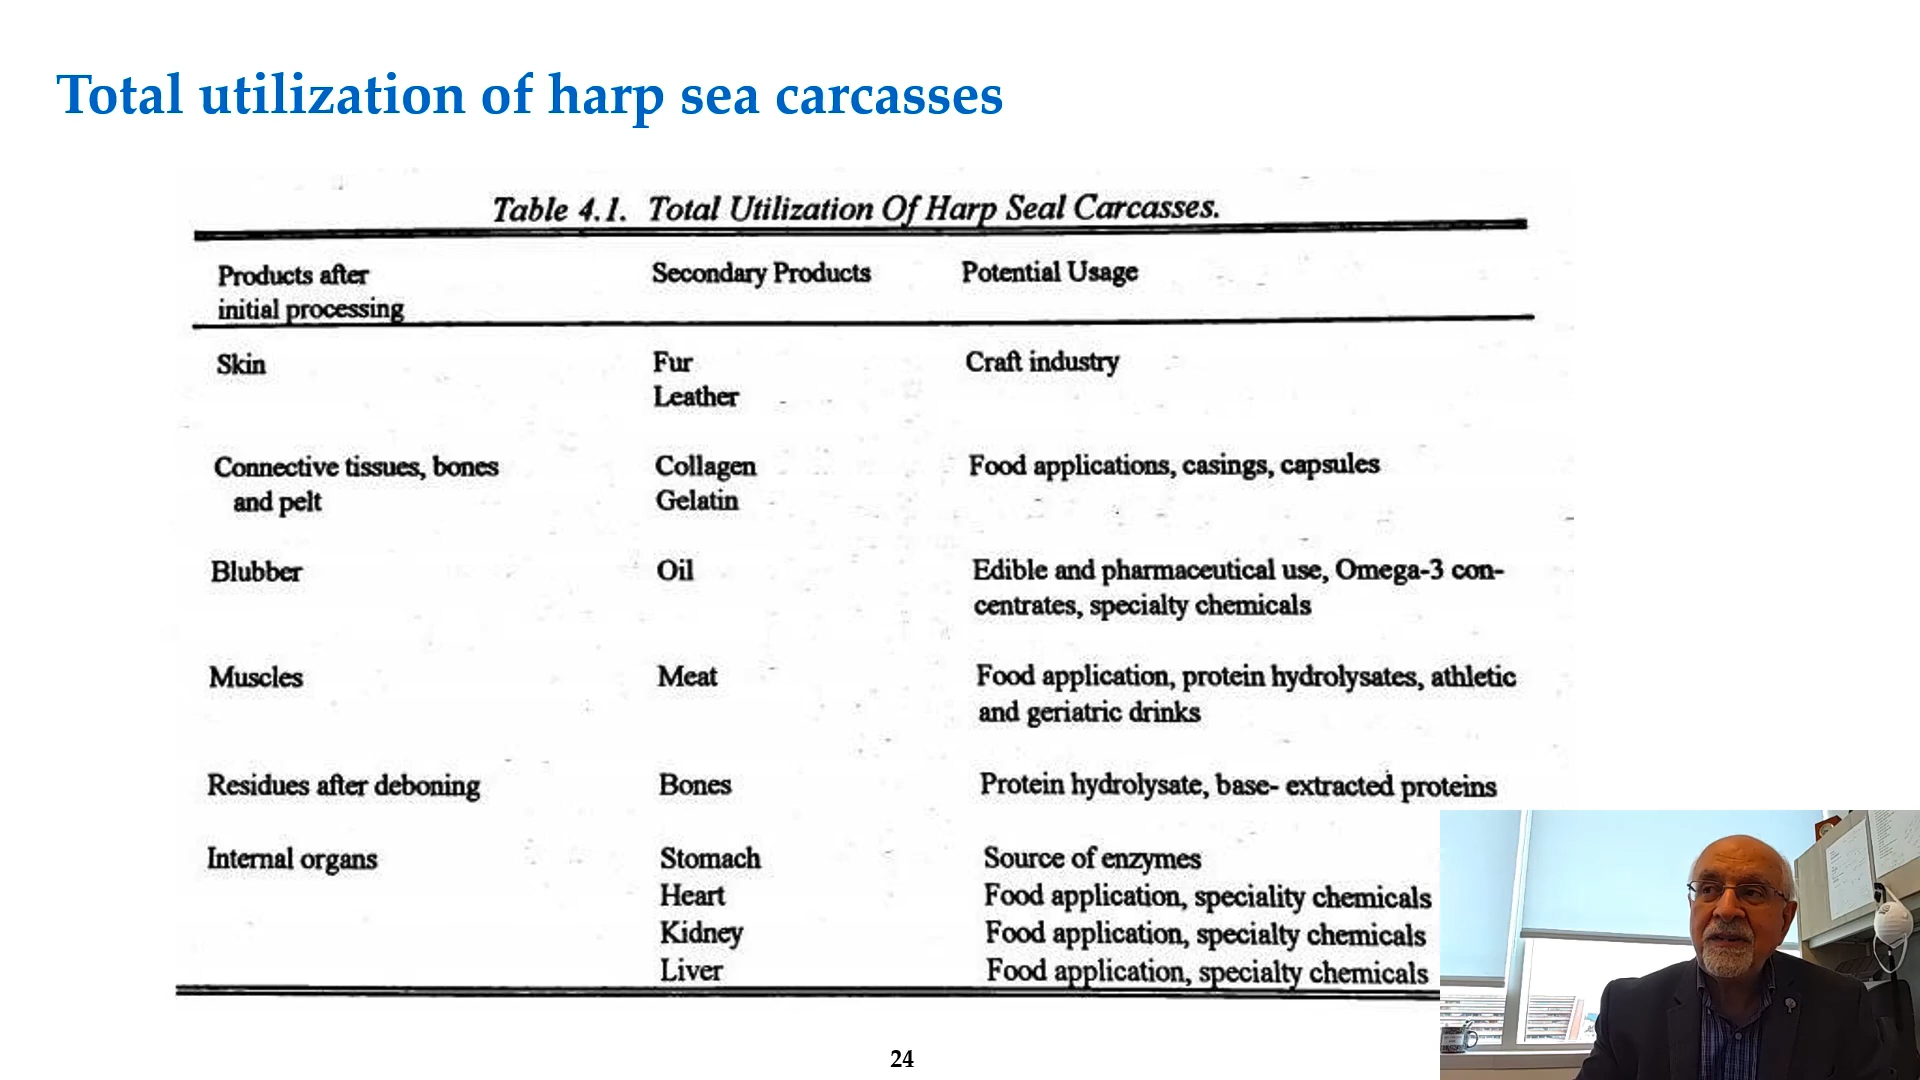 Total utilization of harp sea carcasses
Table 4.1. Total Utilization Of Harp Seal Carcasses.
Products after Secondary Products Potential Usage
initial processing
Skin Fur Craft industry
Leather
Connective tissues, bones Collagen Food applications, casings, capsules
and pelt Gelatin
Blubber Oil Edible and pharmaceutical use, Omega-3 con-
centrates, specialty chemicals
Muscles Meat Food application, protein hydrolysates, athletic
and geriatric drinks
Residues after deboning Bones Protein hydrolysate, base- extracted proteins
Internal organs Stomach Source of enzymes
Heart Food application, speciality chemicals
Kidney Food application, specialty chemicals
Liver Food application, specialty chemicals
24